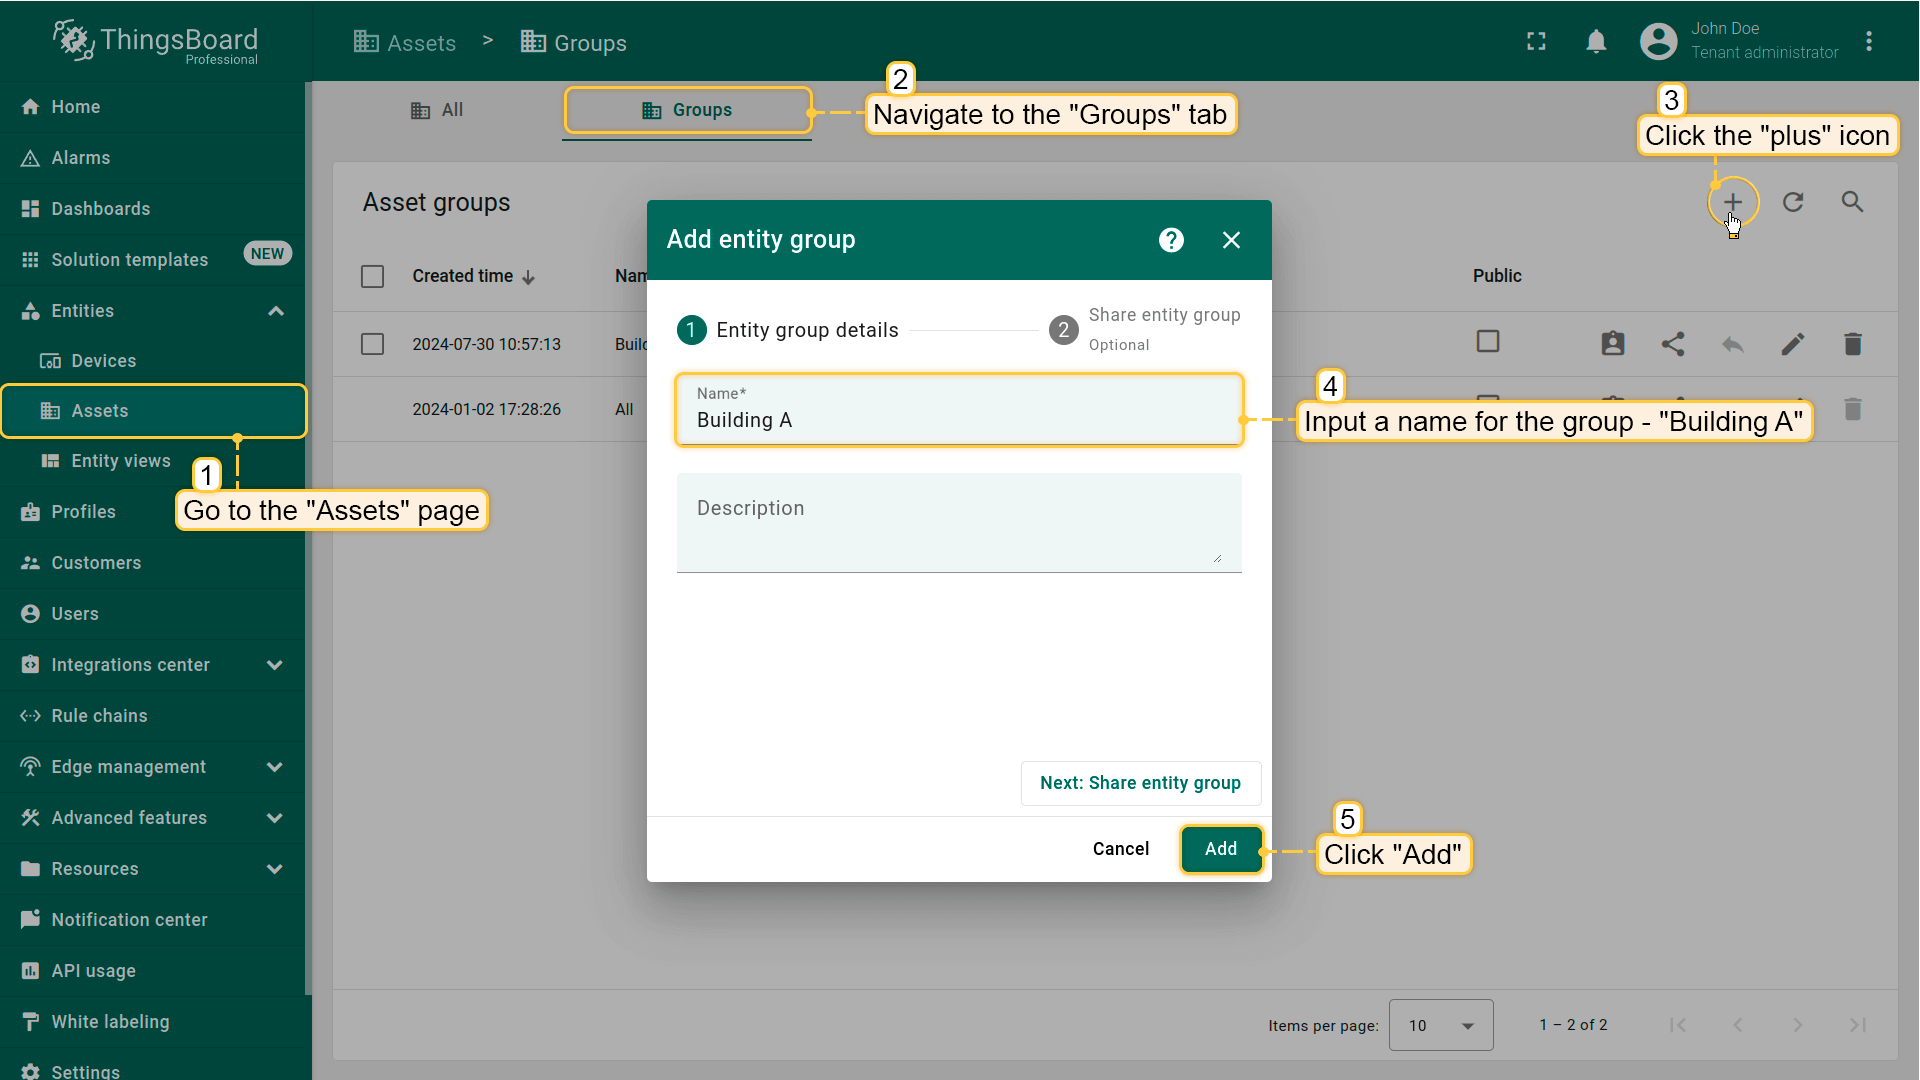 ThingsBoard
Professional
Assets > Groups
John Doe
Tenant administrator
Home
Alarms
Dashboards
Solution templates NEW
Entities
Devices
Assets
Entity views
Profiles
Customers
Users
Integrations center
Rule chains
Edge management
Advanced features
Resources
Notification center
API usage
White labeling
Settings
1
Go to the "Assets" page
All
Groups
2
Navigate to the "Groups" tab
3
Click the "plus" icon
Asset groups
Created time
Nam
Public
2024-07-30 10:57:13
Build
2024-01-02 17:28:26
All
Add entity group
1 Entity group details
2 Share entity group
Optional
Name*
Building A
4
Input a name for the group - "Building A"
Description
Next: Share entity group
Cancel
Add
5
Click "Add"
Items per page: 10
1 – 2 of 2